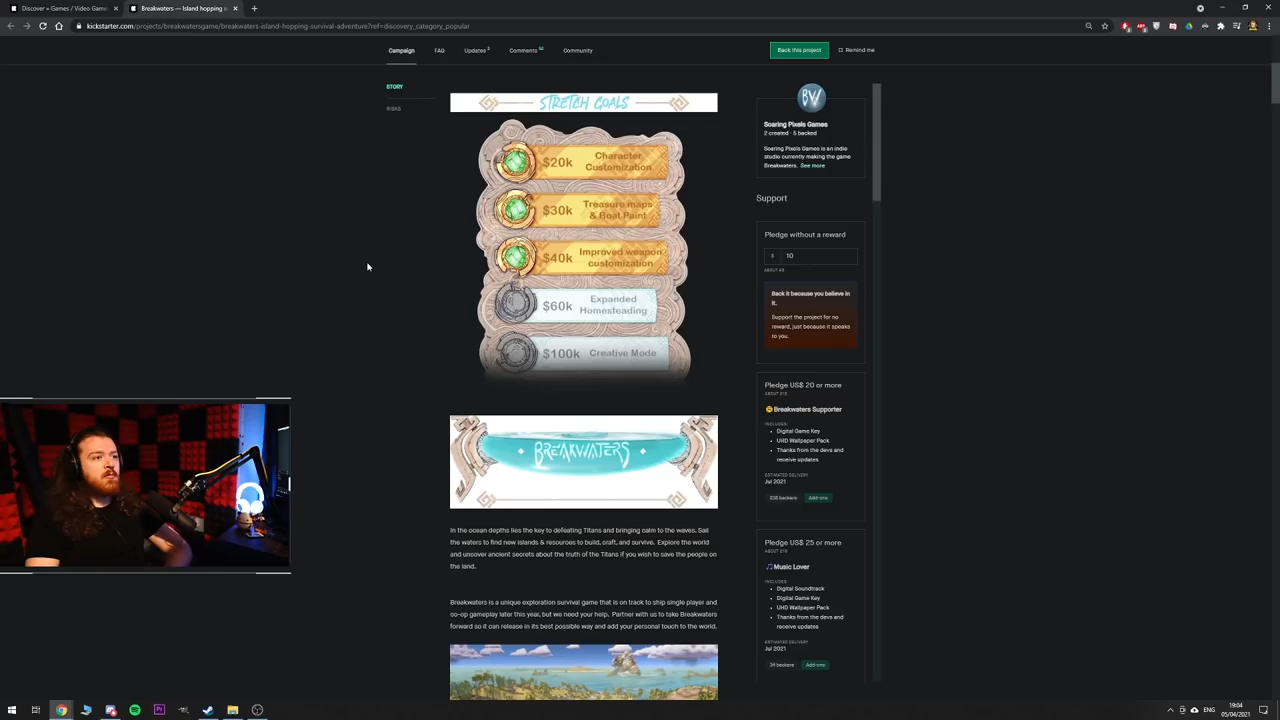 Discover » Games / Video Game
Breakwaters — Island hopping s
kickstarter.com/projects/breakwatersgame/breakwaters-island-hopping-survival-adventure?ref=discovery_category_popular
Campaign
FAQ
Updates
Comments
Community
Back this project
Remind me
STORY
RISKS
STRETCH GOALS
$20k Character Customization
$30k Treasure maps & Boat Paint
$40k Improved weapon customization
$60k Expanded Homesteading
$100k Creative Mode
BREAKWATERS
In the ocean depths lies the key to defeating Titans and bringing calm to the waves. Sail
the waters to find new islands & resources to build, craft, and survive. Explore the world
and uncover ancient secrets about the truth of the Titans if you wish to save the people on
the land.
Breakwaters is a unique exploration survival game that is on track to ship single player and
co-op gameplay later this year, but we need your help. Partner with us to take Breakwaters
forward so it can release in its best possible way and add your personal touch to the world.
BW
Soaring Pixels Games
2 created · 5 backed
Soaring Pixels Games is an indie
studio currently making the game
Breakwaters. See more
Support
Pledge without a reward
$ 10
Back it because you believe in
it.
Support the project for no
reward, just because it speaks
to you.
Pledge US$ 20 or more
ABOUT £15
Breakwaters Supporter
INCLUDES:
Digital Game Key
UHD Wallpaper Pack
Thanks from the devs and
receive updates
ESTIMATED DELIVERY
Jul 2021
backers
Add-ons
Pledge US$ 25 or more
ABOUT £19
Music Lover
INCLUDES:
Digital Soundtrack
Digital Game Key
UHD Wallpaper Pack
Thanks from the devs and
receive updates
ESTIMATED DELIVERY
Jul 2021
backers
Add-ons
ENG
19:04
05/04/2021